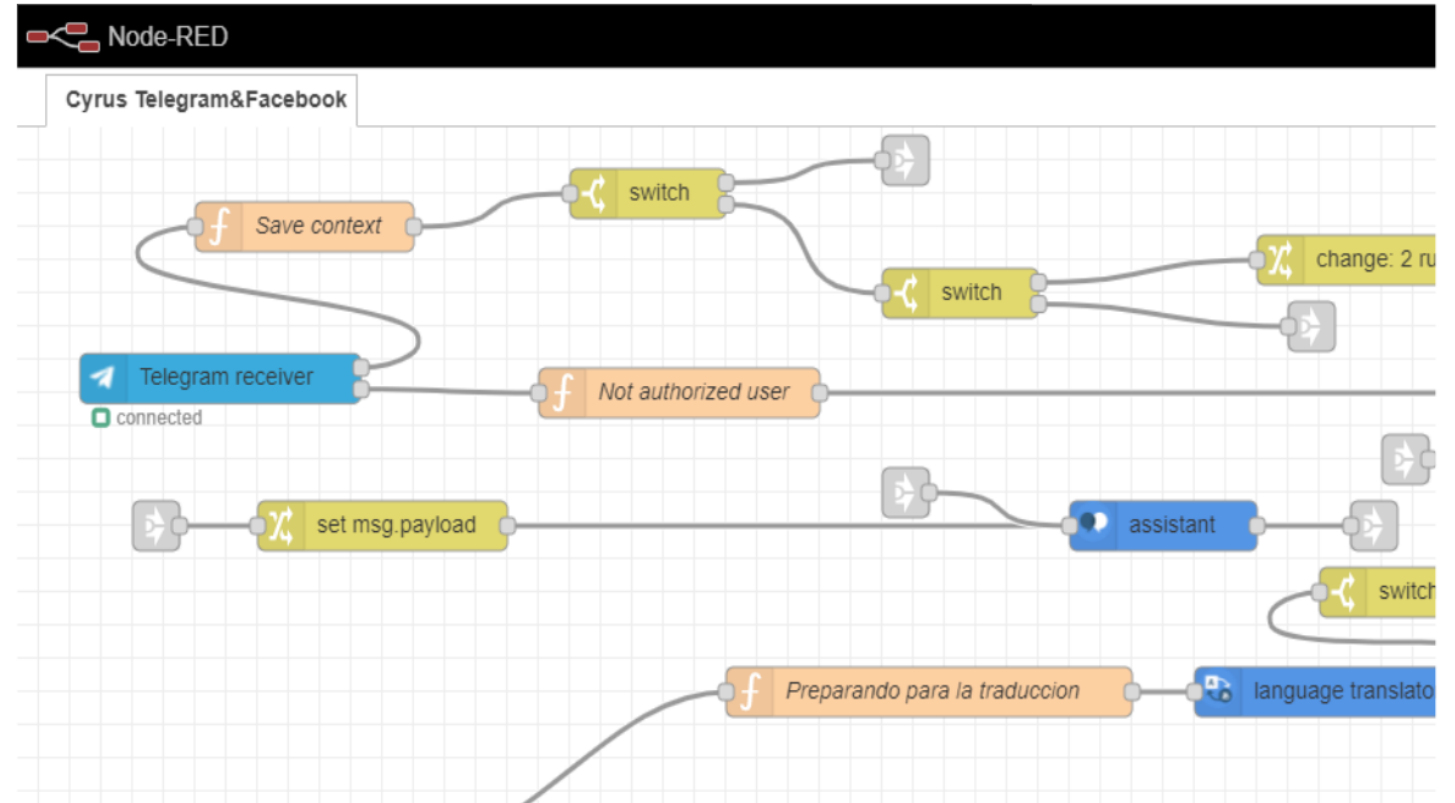 Node-RED
Cyrus Telegram&Facebook
switch
Save context
change: 2 ru
switch
Telegram receiver
Not authorized user
connected
set msg.payload
assistant
switch
Preparando para la traduccion
language translato